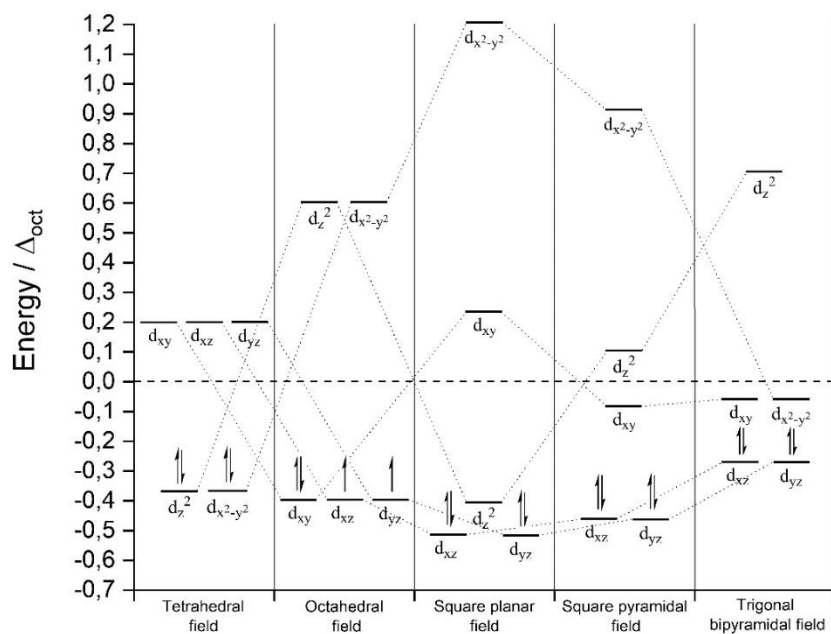 Energy / Δoct
1,2
1,1
1,0
0,9
0,8
0,7
0,6
0,5
0,4
0,3
0,2
0,1
0,0
-0,1
-0,2
-0,3
-0,4
-0,5
-0,6
-0,7
dxy dxz dyz
dz² dx²-y²
Tetrahedral
field
dz² dx²-y²
dxy dxz dyz
Octahedral
field
dx²-y²
dxy
dz²
dxz dyz
Square planar
field
dx²-y²
dz²
dxy
dxz dyz
Square pyramidal
field
dz²
dxy dx²-y²
dxz dyz
Trigonal
bipyramidal field